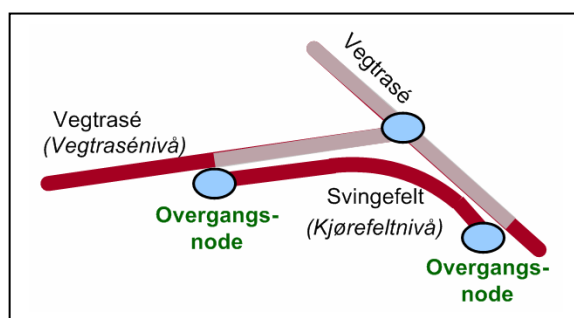 Vegtrasé
Vegtrasé
(Vegtrasénivå)
Svingefelt
(Kjørefeltnivå)
Overgangs-
node
Overgangs-
node